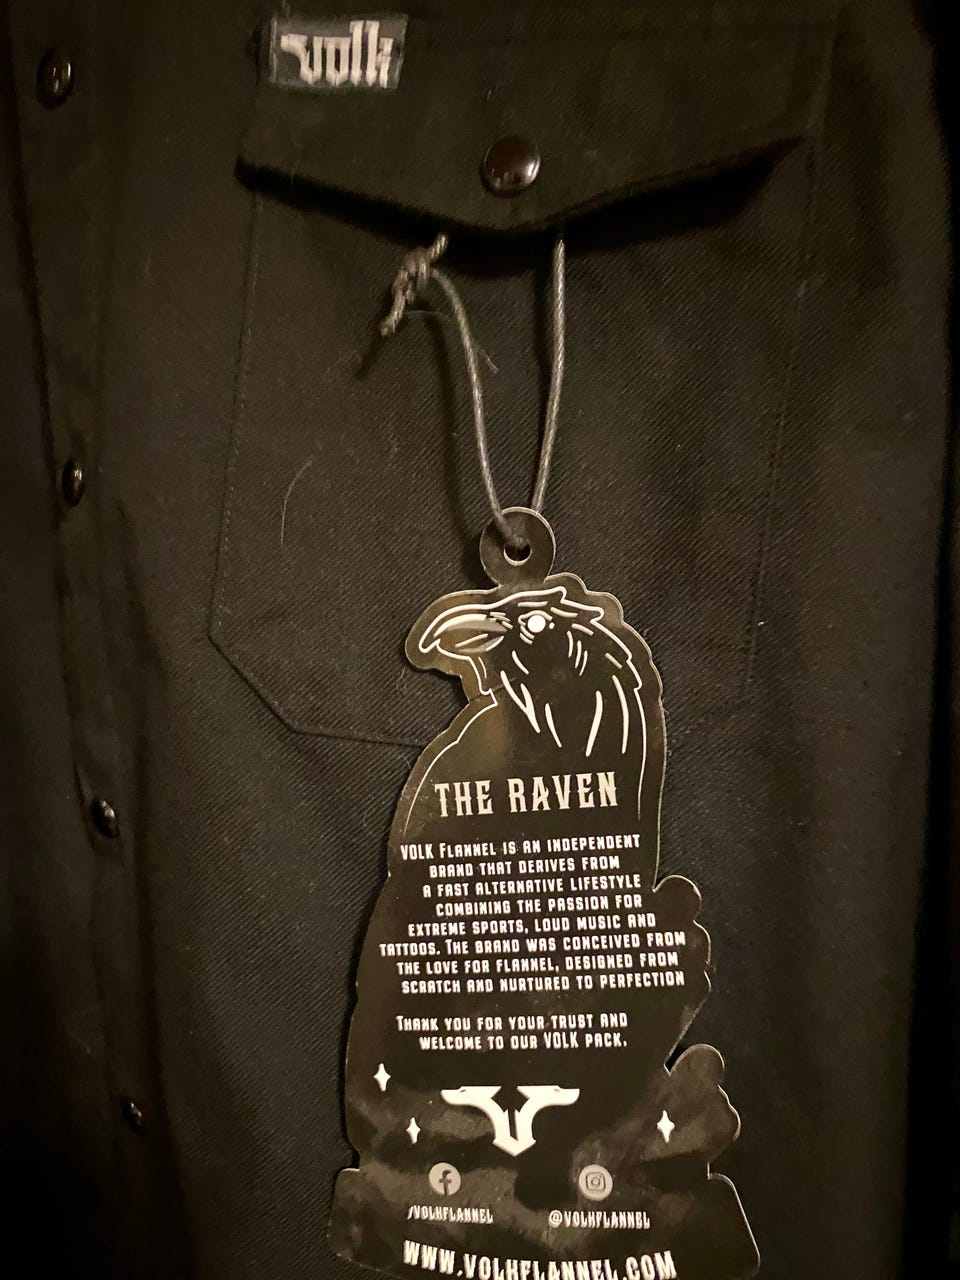 volk
THE RAVEN
VOLK FLANNEL IS AN INDEPENDENT
BRAND THAT DERIVES FROM
A FAST ALTERNATIVE LIFESTYLE
COMBINING THE PASSION FOR
EXTREME SPORTS, LOUD MUSIC AND
TATTOOS. THE BRAND WAS CONCEIVED FROM
THE LOVE FOR FLANNEL, DESIGNED FROM
SCRATCH AND NURTURED TO PERFECTION
THANK YOU FOR YOUR TRUST AND
WELCOME TO OUR VOLK PACK.
/VOLKFLANNEL @VOLKFLANNEL
WWW.VOLKFLANNEL.COM